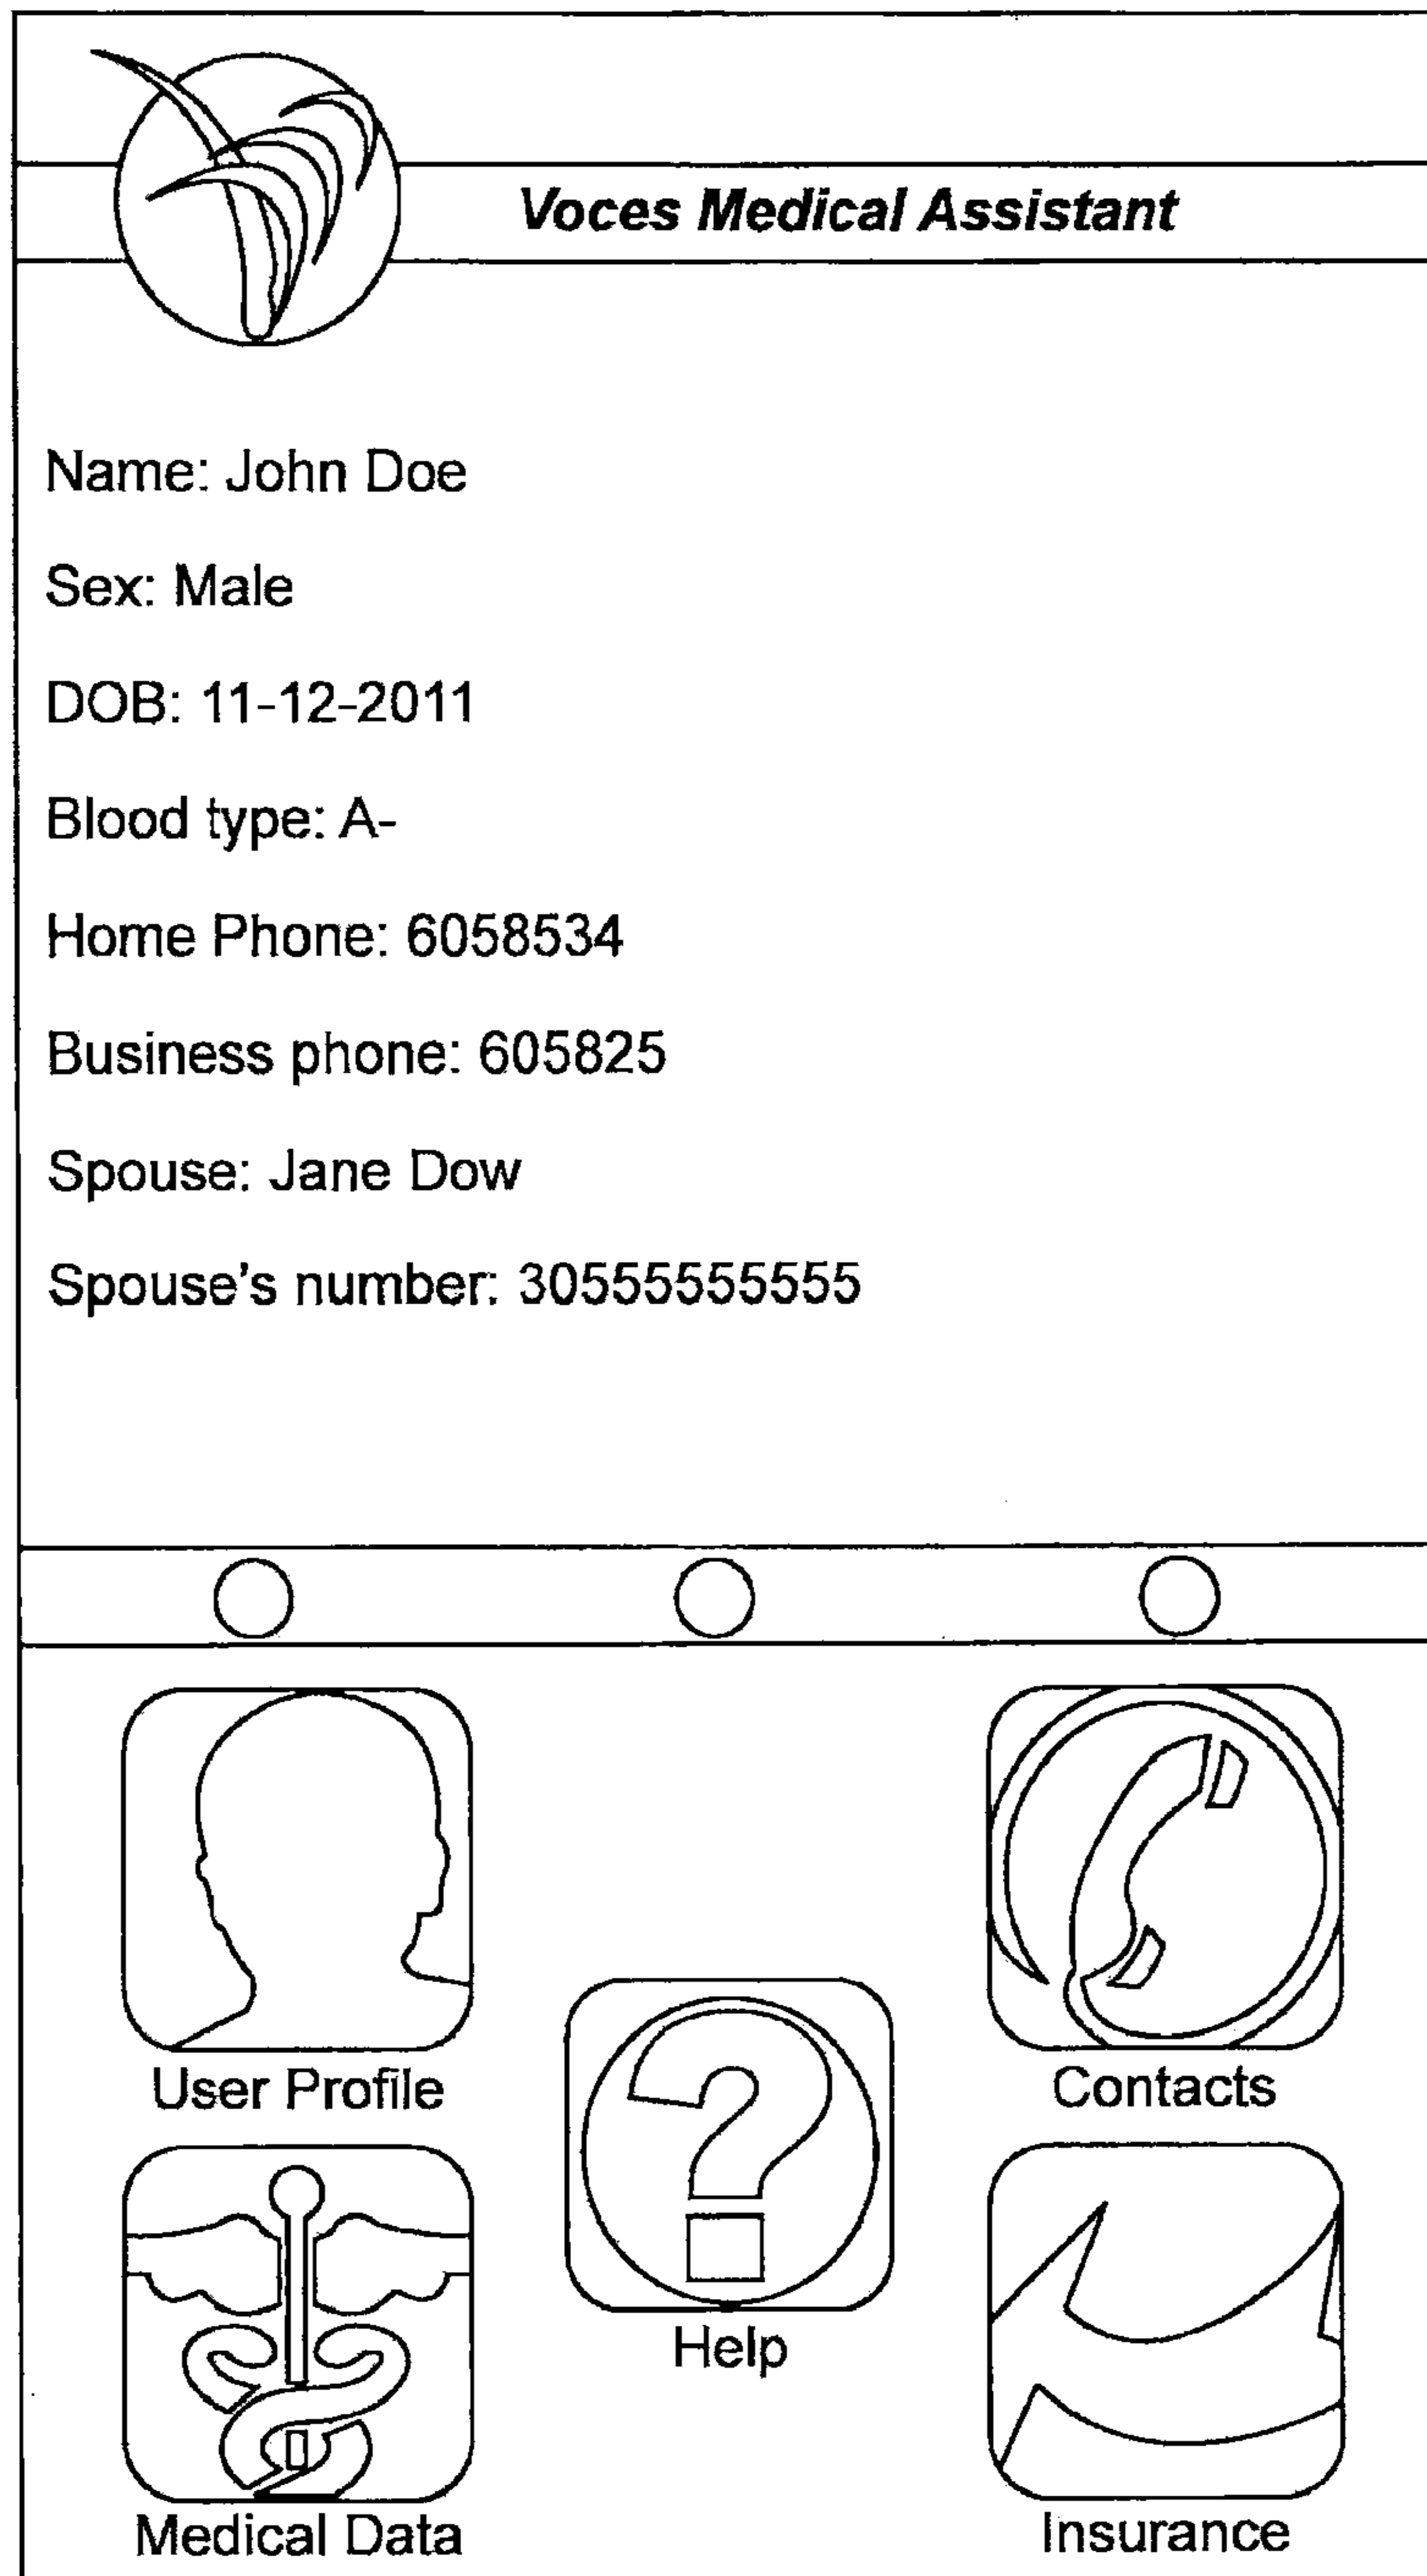 Voces Medical Assistant
Name: John Doe
Sex: Male
DOB: 11-12-2011
Blood type: A-
Home Phone: 6058534
Business phone: 605825
Spouse: Jane Dow
Spouse's number: 30555555555
User Profile
Contacts
Help
Medical Data
Insurance